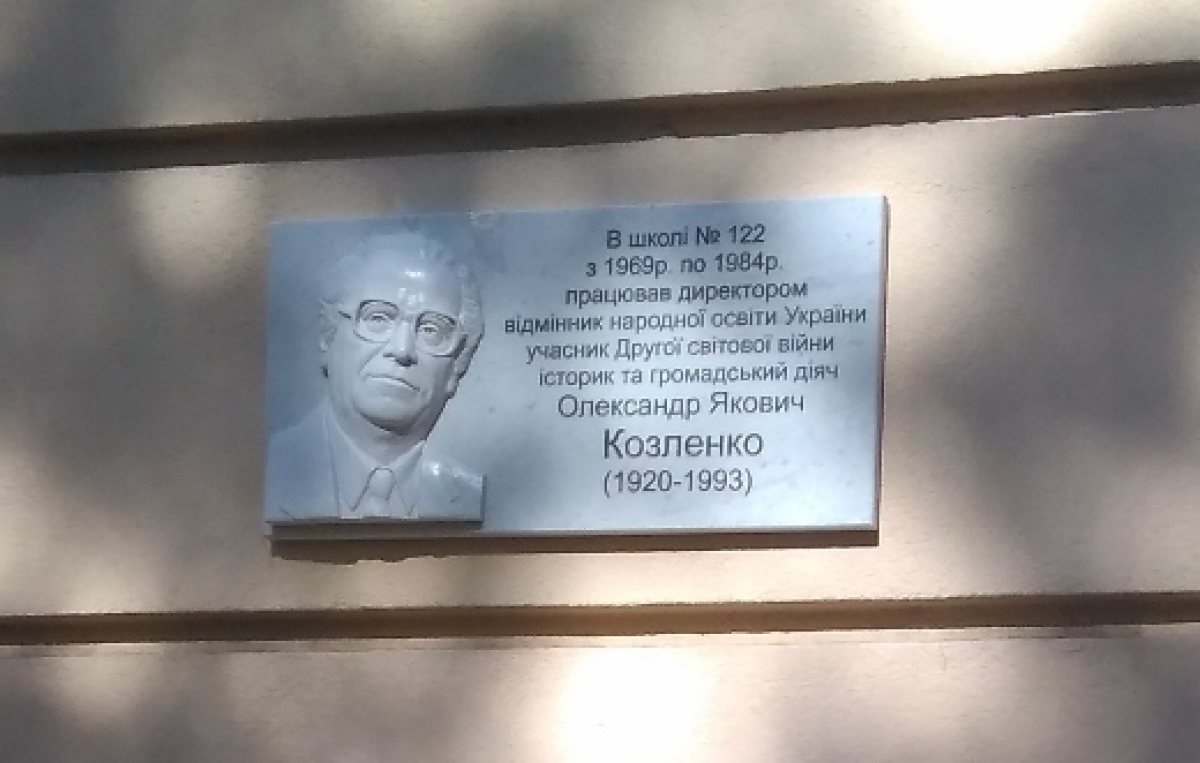 В школі № 122
з 1969р. по 1984р.
працював директором
відмінник народної освіти України
учасник Другої світової війни
історик та громадський діяч
Олександр Якович
Козленко
(1920-1993)